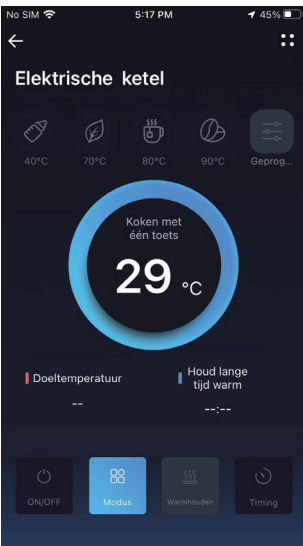 No SIM 5:17 PM 45%
Elektrische ketel
40°C 70°C 80°C 90°C Geprog...
Koken met
één toets
29 °C
Doeltemperatuur
--
Houd lange
tijd warm
--:--
ON/OFF Modus Warmhouden Timing